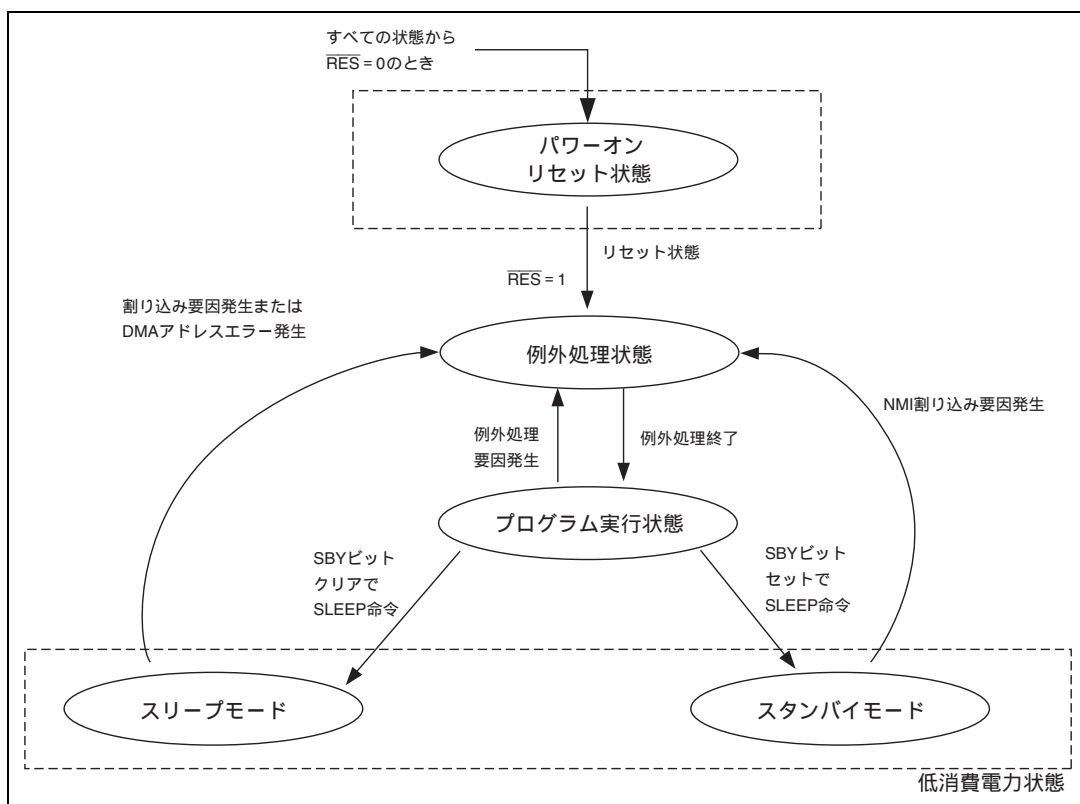 すべての状態から
R̅E̅S̅ = 0のとき
パワーオン
リセット状態
リセット状態
R̅E̅S̅ = 1
割り込み要因発生または
DMAアドレスエラー発生
例外処理状態
NMI割り込み要因発生
例外処理
要因発生
例外処理終了
プログラム実行状態
SBYビット
クリアで
SLEEP命令
SBYビット
セットで
SLEEP命令
スリープモード
スタンバイモード
低消費電力状態